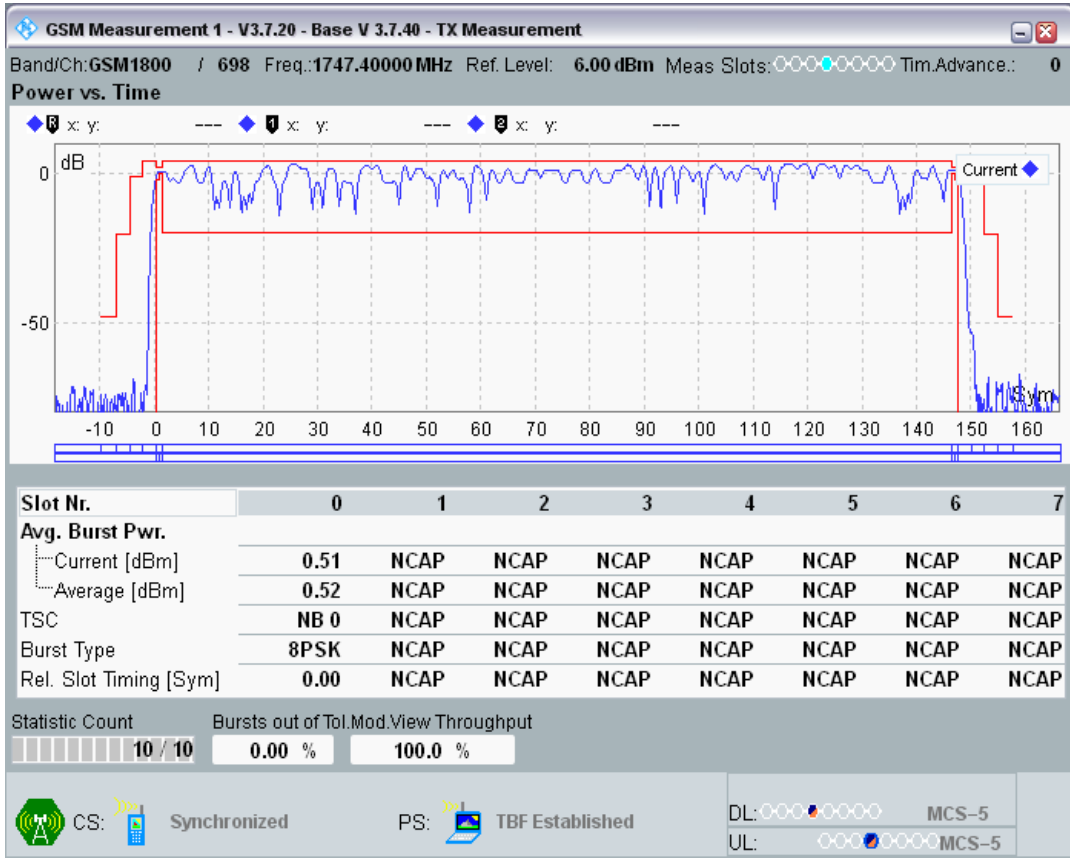 GSM Measurement 1 - V3.7.20 - Base V 3.7.40 - TX Measurement
Band/Ch:GSM1800 / 698 Freq.:1747.40000 MHz Ref. Level: 6.00 dBm Meas Slots: Tim.Advance.: 0
Power vs. Time
R x: y: --- 1 x: y: --- 2 x: y: ---
dB
Current
0
-50
Sym
-10 0 10 20 30 40 50 60 70 80 90 100 110 120 130 140 150 160
Slot Nr. 0 1 2 3 4 5 6 7
Avg. Burst Pwr.
Current [dBm] 0.51 NCAP NCAP NCAP NCAP NCAP NCAP NCAP
Average [dBm] 0.52 NCAP NCAP NCAP NCAP NCAP NCAP NCAP
TSC NB 0 NCAP NCAP NCAP NCAP NCAP NCAP NCAP
Burst Type 8PSK NCAP NCAP NCAP NCAP NCAP NCAP NCAP
Rel. Slot Timing [Sym] 0.00 NCAP NCAP NCAP NCAP NCAP NCAP NCAP
Statistic Count Bursts out of Tol.Mod.View Throughput
10 / 10 0.00 % 100.0 %
CS: Synchronized PS: TBF Established
DL: MCS-5
UL: MCS-5